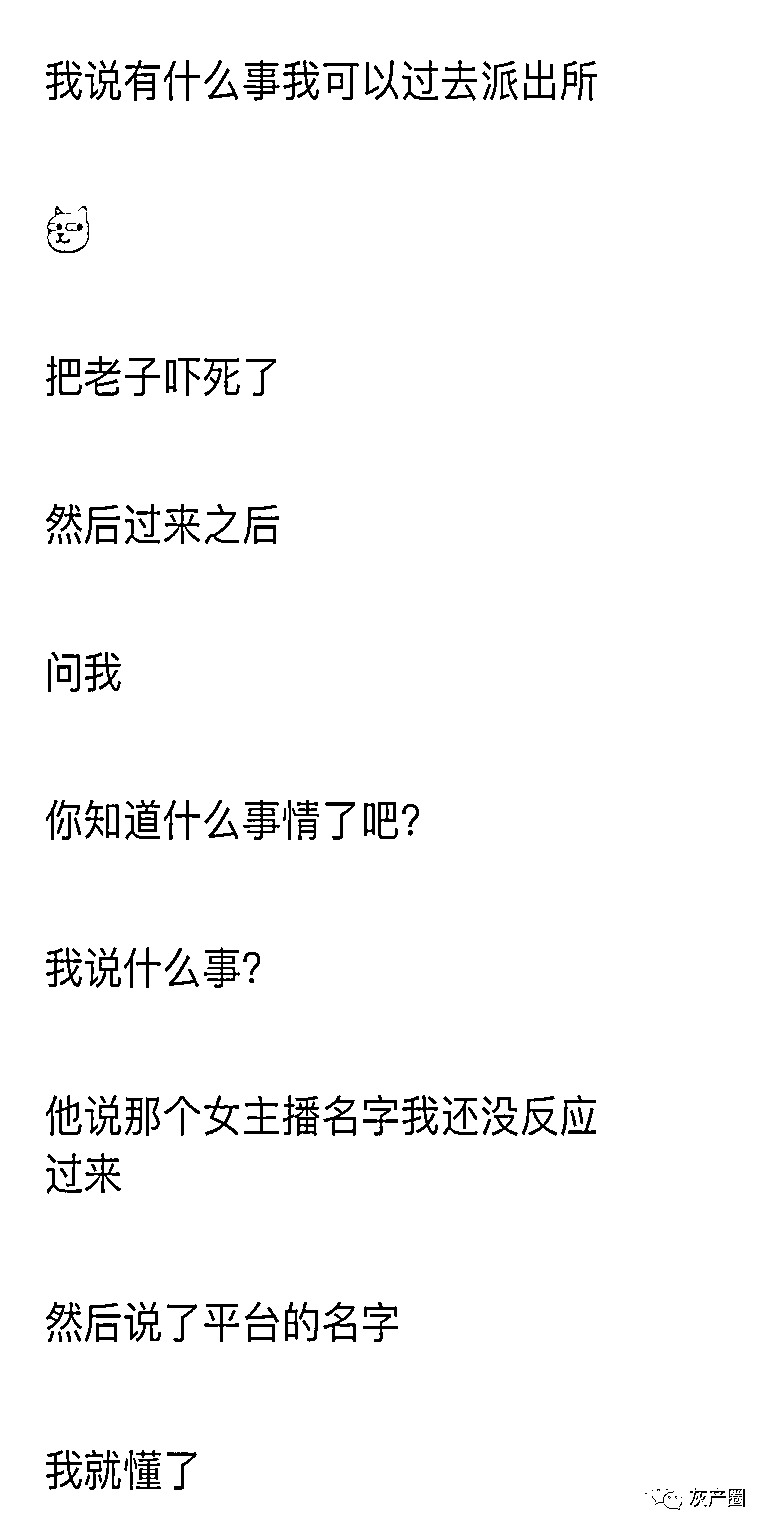 我说有什么事我可以过去派出所
把老子吓死了
然后过来之后
问我
你知道什么事情了吧？
我说什么事？
他说那个女主播名字我还没反应
过来
然后说了平台的名字
我就懂了
灰产圈